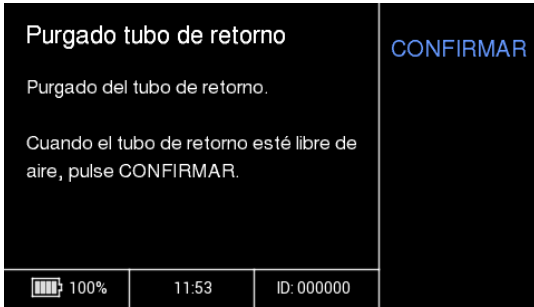 Purgado tubo de retorno
CONFIRMAR
Purgado del tubo de retorno.
Cuando el tubo de retorno esté libre de
aire, pulse CONFIRMAR.
100%
11:53
ID: 000000